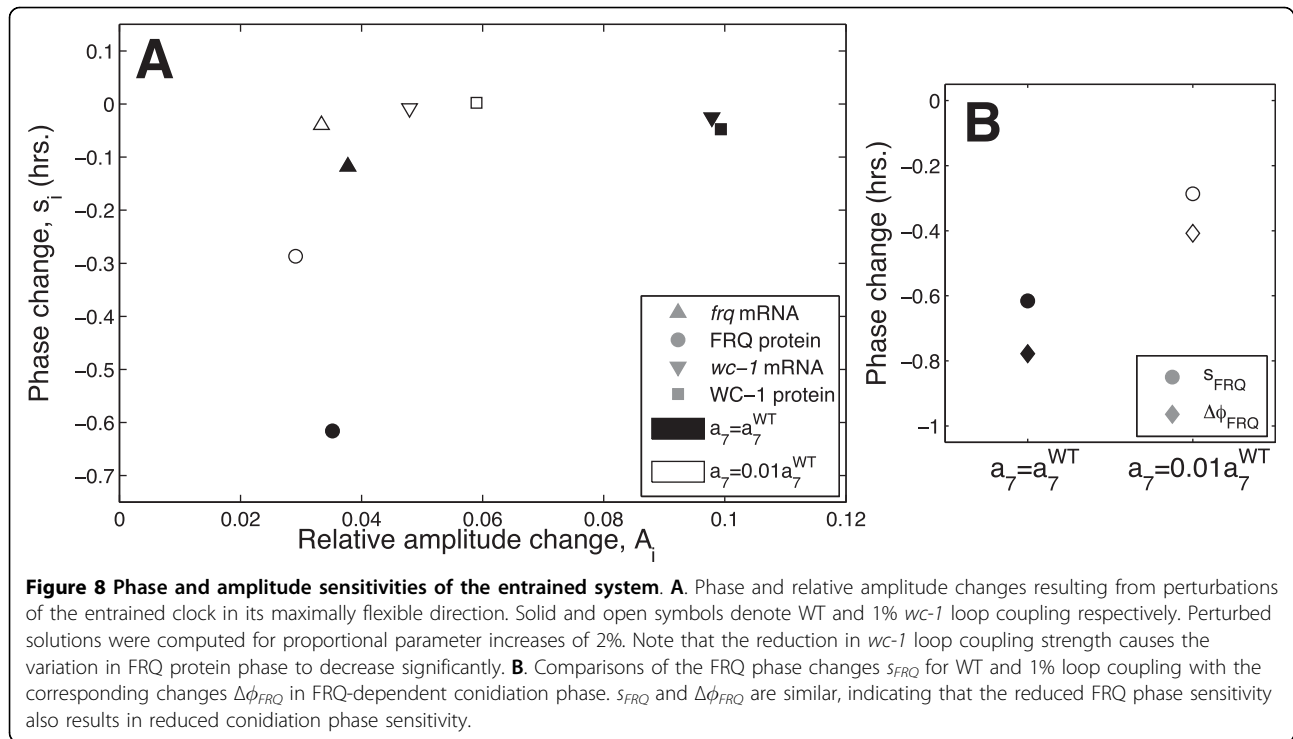 A
0.1
0
−0.1
−0.2
−0.3
−0.4
−0.5
−0.6
−0.7
Phase change, s_i (hrs.)
0
0.02
0.04
0.06
0.08
0.1
0.12
Relative amplitude change, A_i
frq mRNA
FRQ protein
wc-1 mRNA
WC−1 protein
a_7=a_7^WT
a_7=0.01a_7^WT
B
0
−0.2
−0.4
−0.6
−0.8
−1
Phase change (hrs.)
s_FRQ
Δϕ_FRQ
a_7=a_7^WT
a_7=0.01a_7^WT
Figure 8 Phase and amplitude sensitivities of the entrained system. A. Phase and relative amplitude changes resulting from perturbations
of the entrained clock in its maximally flexible direction. Solid and open symbols denote WT and 1% wc-1 loop coupling respectively. Perturbed
solutions were computed for proportional parameter increases of 2%. Note that the reduction in wc-1 loop coupling strength causes the
variation in FRQ protein phase to decrease significantly. B. Comparisons of the FRQ phase changes s_FRQ for WT and 1% loop coupling with the
corresponding changes Δϕ_FRQ in FRQ-dependent conidiation phase. s_FRQ and Δϕ_FRQ are similar, indicating that the reduced FRQ phase sensitivity
also results in reduced conidiation phase sensitivity.